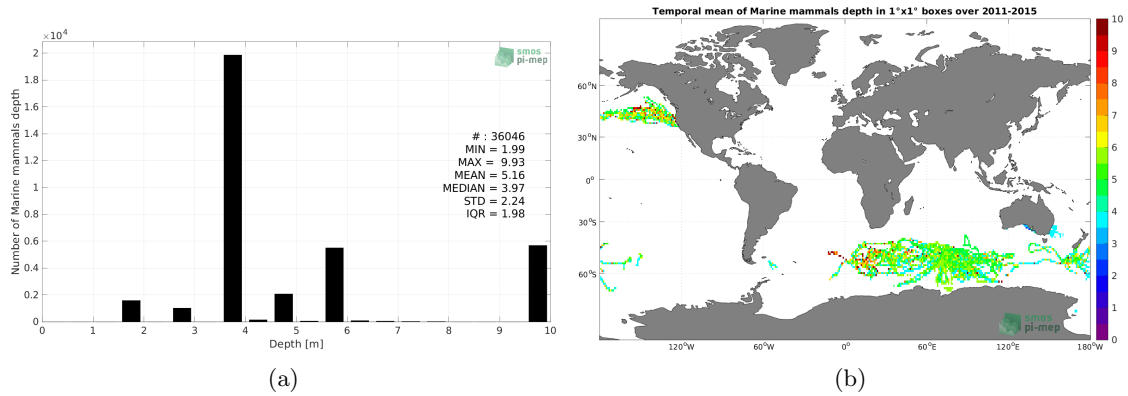 ×10⁴
2
1.8
1.6
1.4
1.2
1
0.8
0.6
0.4
0.2
0
Number of Marine mammals depth
smos
pi-mep
# : 36046
MIN = 1.99
MAX = 9.93
MEAN = 5.16
MEDIAN = 3.97
STD = 2.24
IQR = 1.98
0 1 2 3 4 5 6 7 8 9 10
Depth [m]
(a)
Temporal mean of Marine mammals depth in 1°x1° boxes over 2011-2015
60°N
30°N
0°
30°S
60°S
120°W 60°W 0° 60°E 120°E 180°W
smos
pi-mep
10
9
8
7
6
5
4
3
2
1
0
(b)